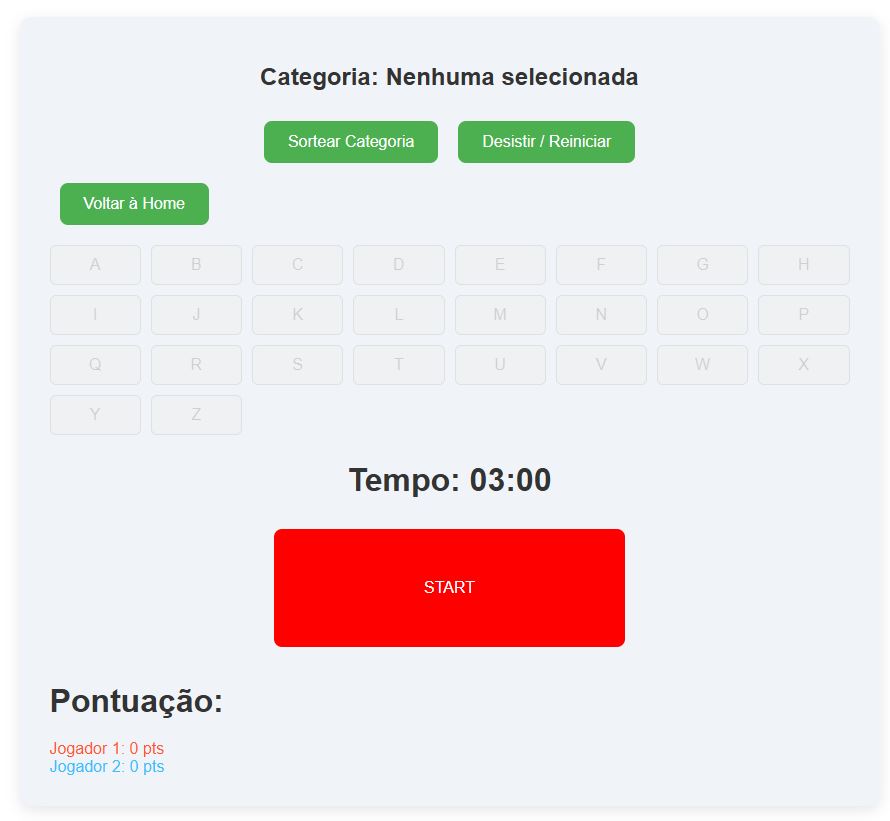 Categoria: Nenhuma selecionada
Sortear Categoria Desistir / Reiniciar
Voltar à Home
A B C D E F G H
I J K L M N O P
Q R S T U V W X
Y Z
Tempo: 03:00
START
Pontuação:
Jogador 1: 0 pts
Jogador 2: 0 pts